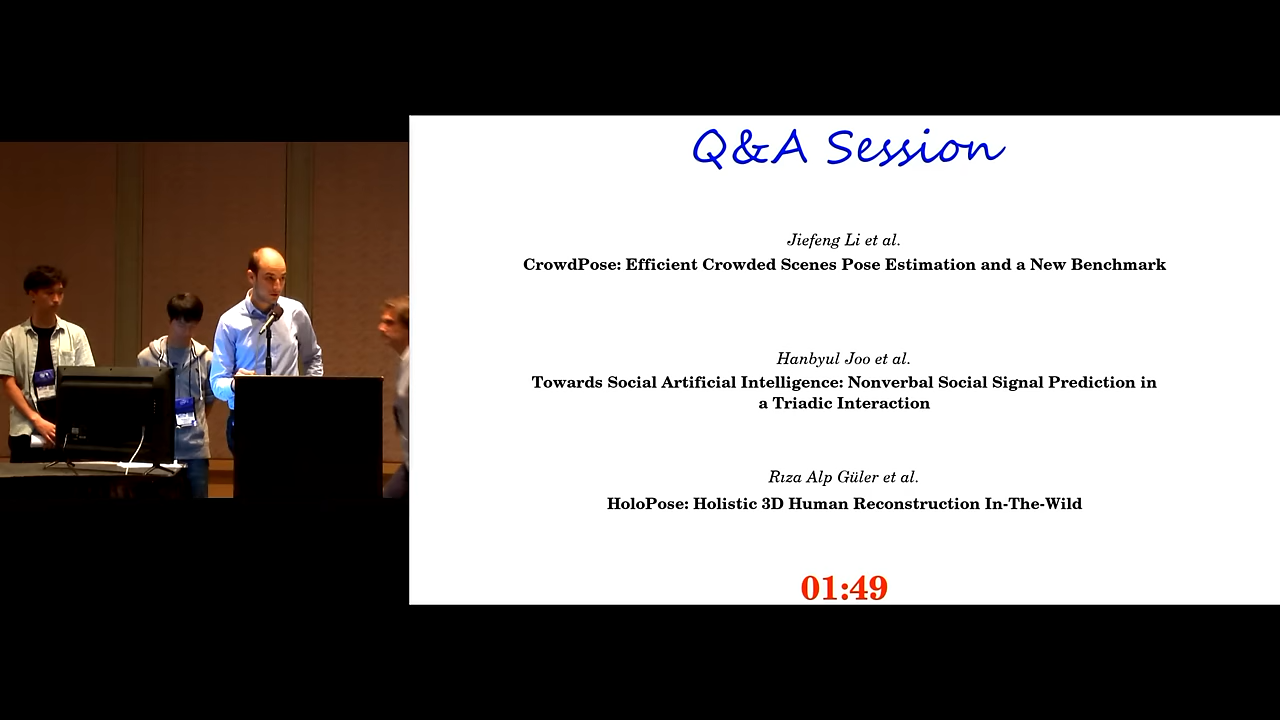 Q&A Session
Jiefeng Li et al.
CrowdPose: Efficient Crowded Scenes Pose Estimation and a New Benchmark
Hanbyul Joo et al.
Towards Social Artificial Intelligence: Nonverbal Social Signal Prediction in
a Triadic Interaction
Rıza Alp Güler et al.
HoloPose: Holistic 3D Human Reconstruction In-The-Wild
01:49